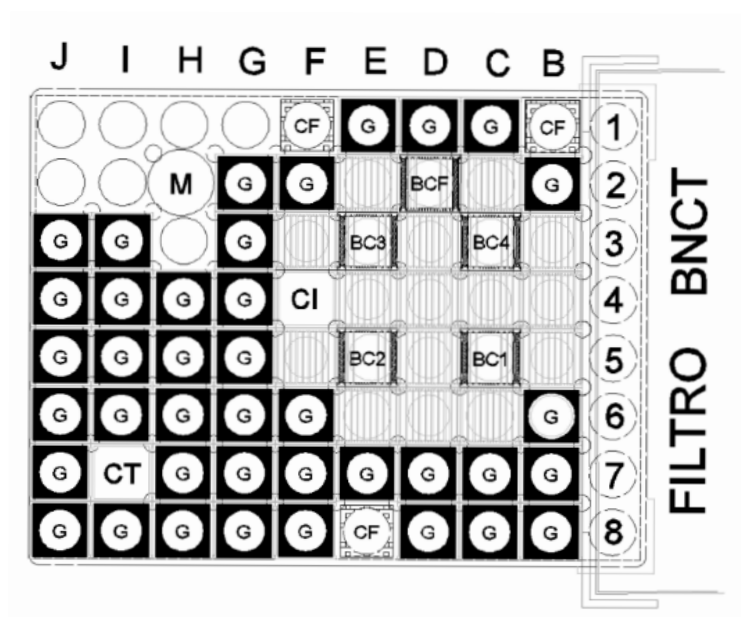 J I H G F E D C B
CF G G G CF 1
M G G BCF G 2
G G G BC3 BC4 3
G G G G CI 4
G G G G BC2 BC1 5
G G G G G G 6
G CT G G G G G G G 7
G G G G G CF G G G 8
FILTRO BNCT